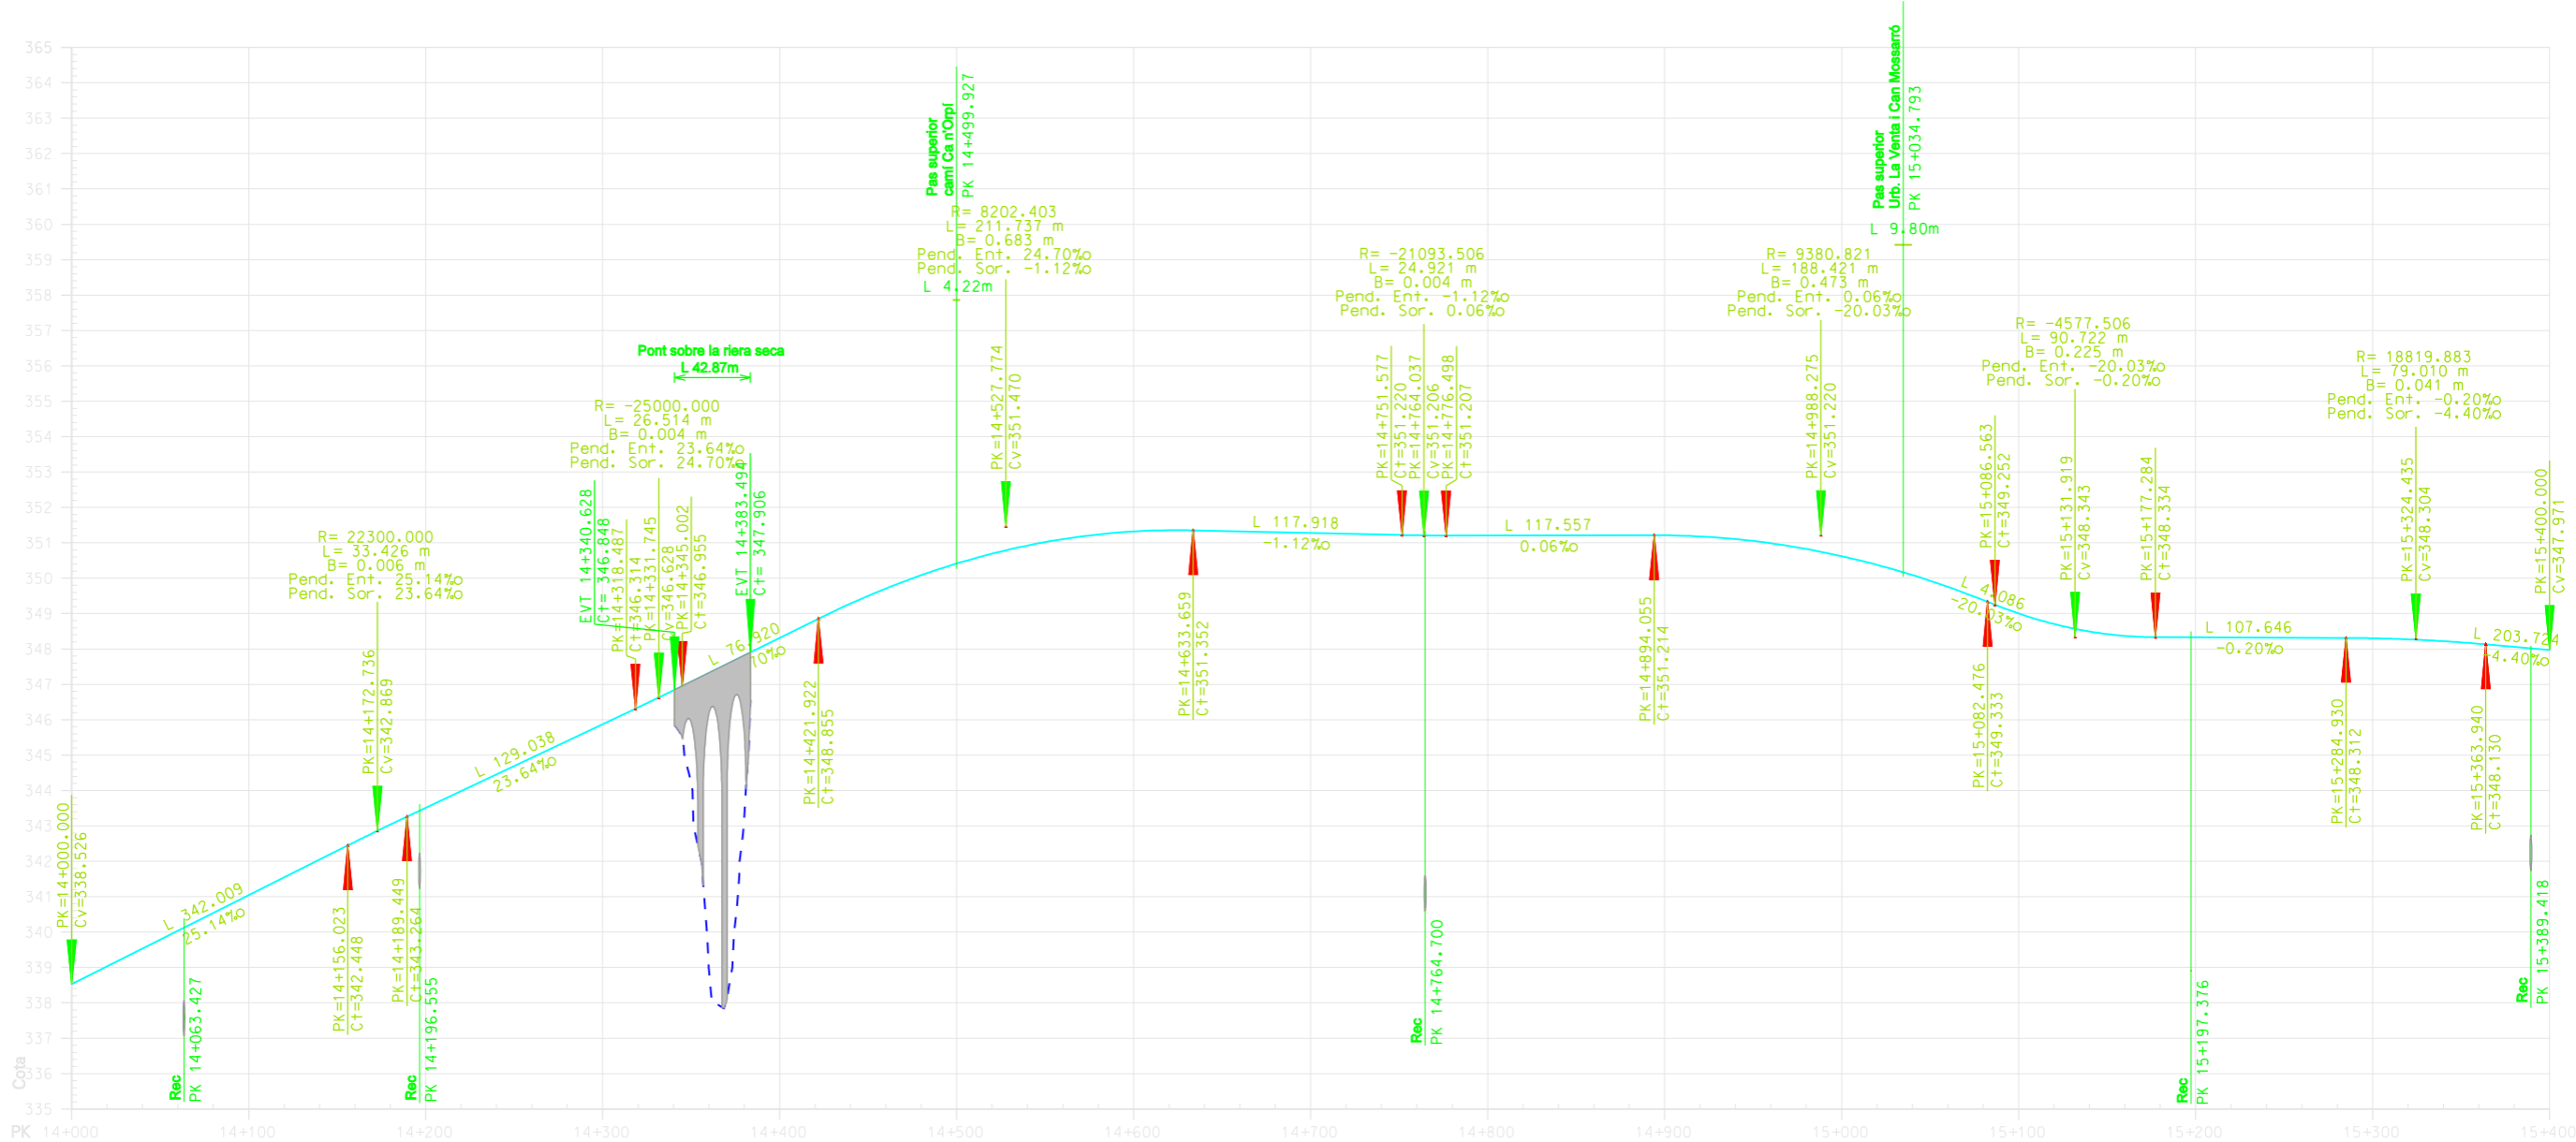 365
364
363
362
361
360
359
358
357
356
355
354
353
352
351
350
349
348
347
346
345
344
343
342
341
340
339
338
337
336
335
Cota
PK
14+000
14+100
14+200
14+300
14+400
14+500
14+600
14+700
14+800
14+900
15+000
15+100
15+200
15+300
15+400
PK=14+000.000
Cv=338.526
L 342.009
25.14‰
Rec
PK 14+063.427
R= 22300.000
L= 33.426 m
B= 0.006 m
Pend. Ent. 25.14‰
Pend. Sor. 23.64‰
PK=14+172.736
Cv=342.869
PK=14+156.023
Ct=342.448
PK=14+189.449
Ct=343.264
Rec
PK 14+196.555
L 129.038
23.64‰
R= -25000.000
L= 26.514 m
B= 0.004 m
Pend. Ent. 23.64‰
Pend. Sor. 24.70‰
EVT 14+340.628
Ct= 346.848
PK=14+318.487
Ct=346.314
PK=14+331.745
Cv=346.628
PK=14+345.002
Ct=346.955
Pont sobre la riera seca
L 42.87m
EVT 14+383.494
Ct= 347.906
L 76.920
70‰
PK=14+421.922
Ct=348.855
Pas superior
camí Ca n'Orpí
PK 14+499.927
L 4.22m
R= 8202.403
L= 211.737 m
B= 0.683 m
Pend. Ent. 24.70‰
Pend. Sor. -1.12‰
PK=14+527.774
Cv=351.470
PK=14+633.659
Ct=351.352
L 117.918
-1.12‰
R= -21093.506
L= 24.921 m
B= 0.004 m
Pend. Ent. -1.12‰
Pend. Sor. 0.06‰
PK=14+751.577
Ct=351.220
PK=14+764.037
Cv=351.206
PK=14+776.498
Ct=351.207
Rec
PK 14+764.700
L 117.557
0.06‰
PK=14+894.055
Ct=351.214
R= 9380.821
L= 188.421 m
B= 0.473 m
Pend. Ent. 0.06‰
Pend. Sor. -20.03‰
PK=14+988.275
Cv=351.220
Pas superior
Urb. La Venta i Can Mossarró
PK 15+034.793
L 9.80m
PK=15+082.476
Ct=349.333
L 4.086
-20.03‰
PK=15+086.563
Ct=349.252
R= -4577.506
L= 90.722 m
B= 0.225 m
Pend. Ent. -20.03‰
Pend. Sor. -0.20‰
PK=15+131.919
Cv=348.343
PK=15+177.284
Ct=348.334
Rec
PK 15+197.376
L 107.646
-0.20‰
PK=15+284.930
Ct=348.312
R= 18819.883
L= 79.010 m
B= 0.041 m
Pend. Ent. -0.20‰
Pend. Sor. -4.40‰
PK=15+324.435
Cv=348.304
PK=15+363.940
Ct=348.130
L 203.724
-4.40‰
Rec
PK 15+389.418
PK=15+400.000
Cv=347.971